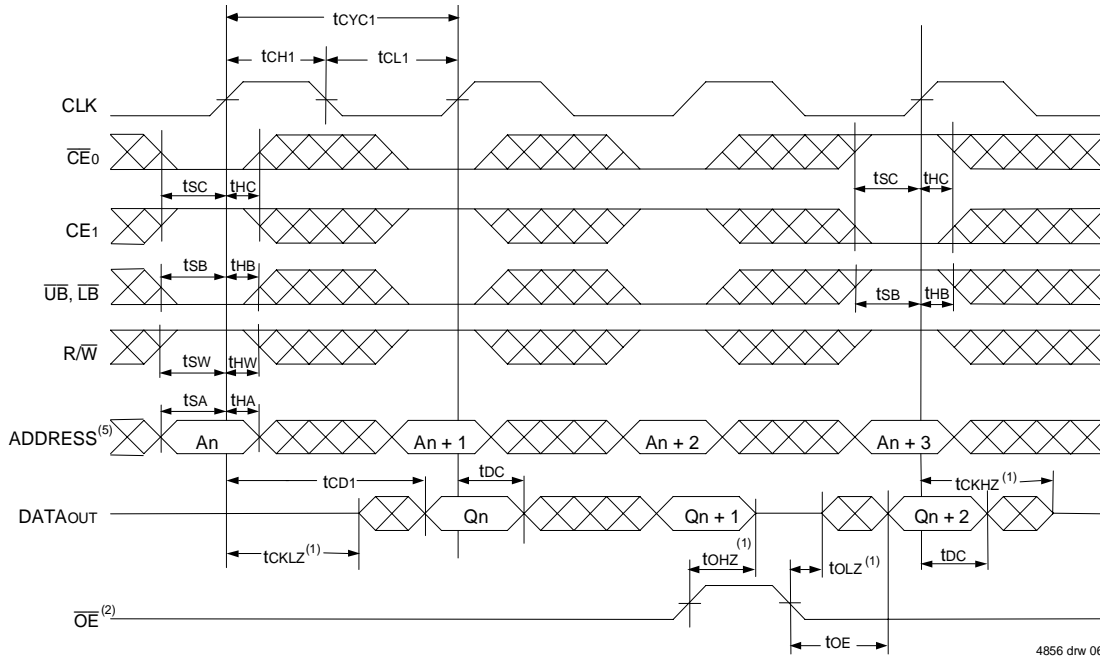 tCYC1
tCH1
tCL1
CLK
CE0
tSC
tHC
tSC
tHC
CE1
tSB
tHB
UB, LB
tSB
tHB
R/W
tSW
tHW
tSA
tHA
ADDRESS(5)
An
An + 1
An + 2
An + 3
tCD1
tDC
tCKHZ(1)
DATAOUT
Qn
Qn + 1
Qn + 2
tCKLZ(1)
tOHZ(1)
tOLZ(1)
tDC
OE(2)
tOE
4856 drw 06